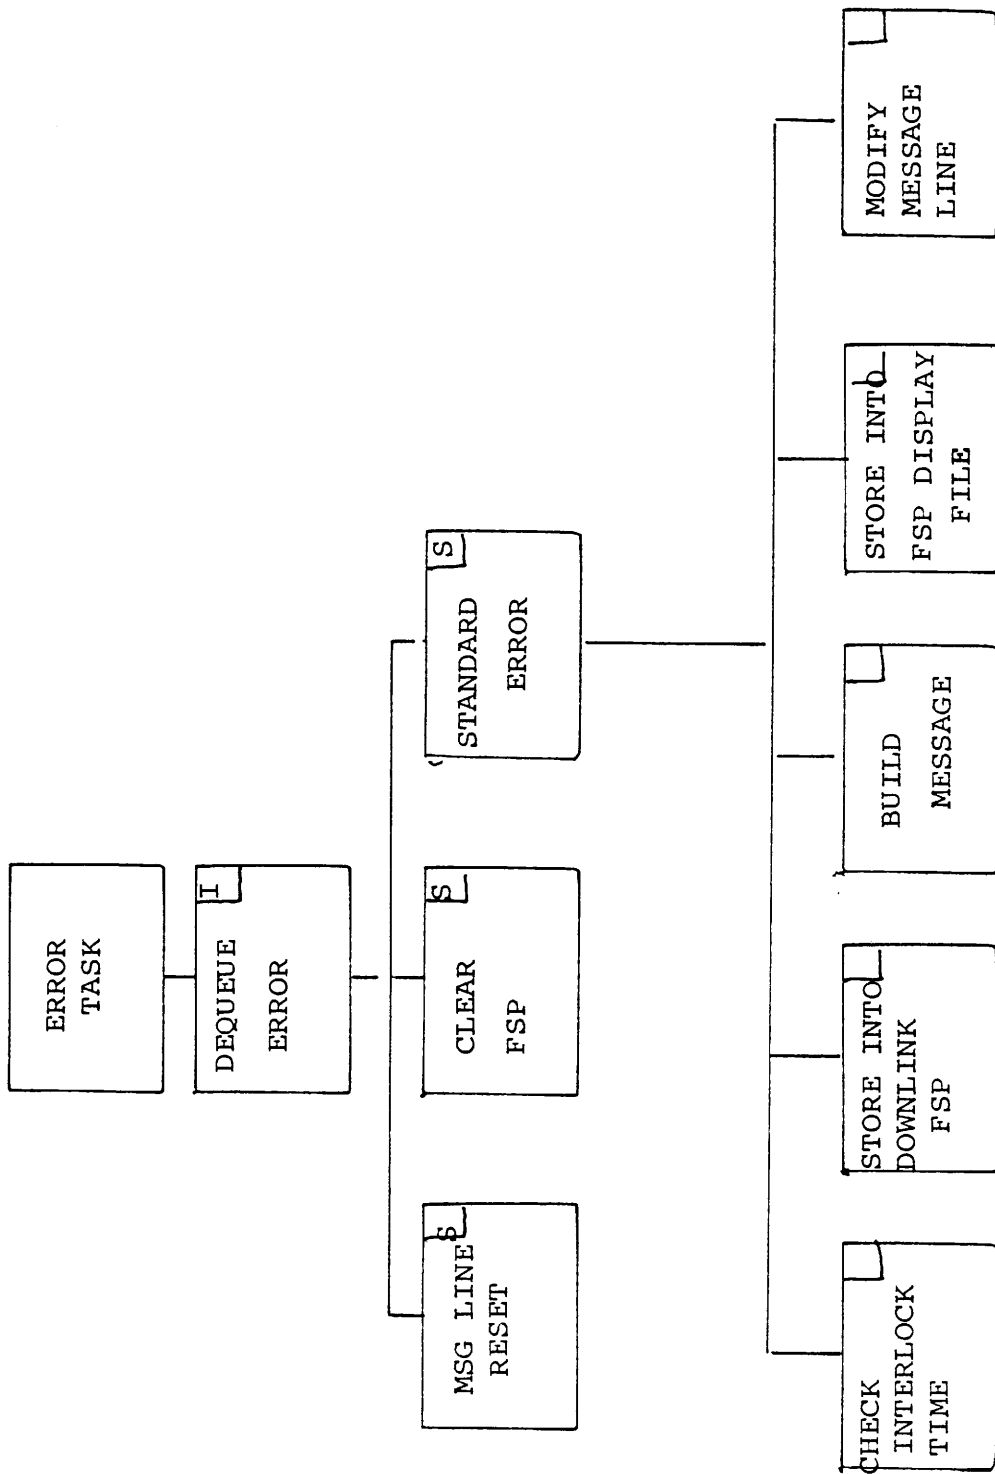 ERROR
TASK
I
DEQUEUE
ERROR
S
MSG LINE
RESET
S
CLEAR
FSP
S
STANDARD
ERROR
CHECK
INTERLOCK
TIME
STORE INTO
DOWNLINK
FSP
BUILD
MESSAGE
STORE INTO
FSP DISPLAY
FILE
MODIFY
MESSAGE
LINE